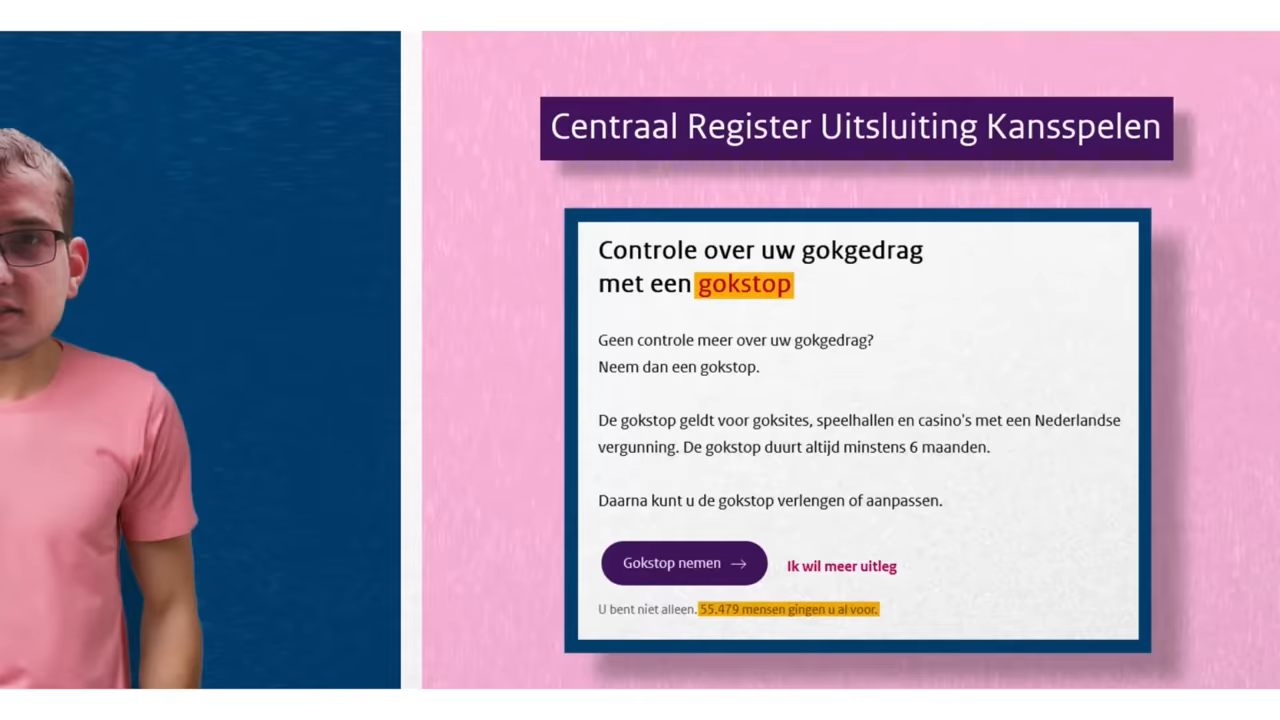 Centraal Register Uitsluiting Kansspelen
Controle over uw gokgedrag
met een gokstop
Geen controle meer over uw gokgedrag?
Neem dan een gokstop.
De gokstop geldt voor goksites, speelhallen en casino's met een Nederlandse
vergunning. De gokstop duurt altijd minstens 6 maanden.
Daarna kunt u de gokstop verlengen of aanpassen.
Gokstop nemen →
Ik wil meer uitleg
U bent niet alleen. 55.479 mensen gingen u al voor.